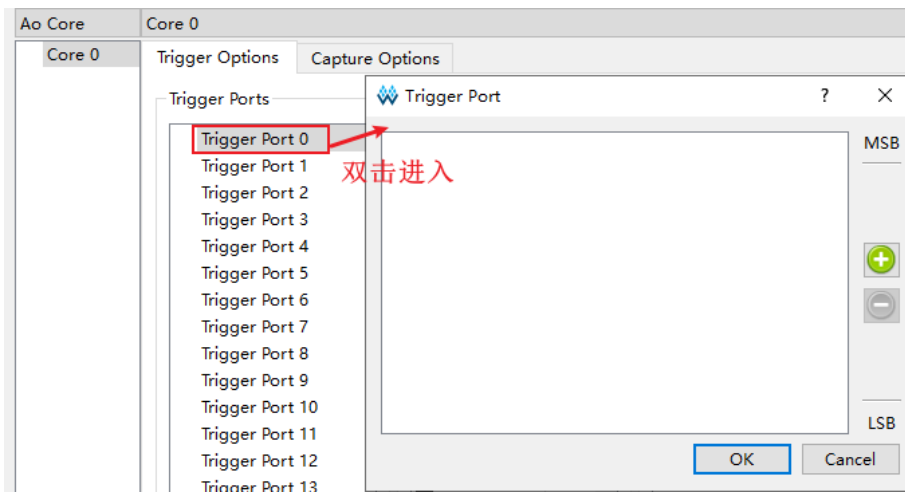 Ao Core
Core 0
Core 0
Trigger Options
Capture Options
Trigger Ports
Trigger Port
?
Trigger Port 0
MSB
Trigger Port 1
双击进入
Trigger Port 2
Trigger Port 3
Trigger Port 4
Trigger Port 5
Trigger Port 6
Trigger Port 7
Trigger Port 8
Trigger Port 9
Trigger Port 10
LSB
Trigger Port 11
Trigger Port 12
OK
Cancel
Trigger Port 13